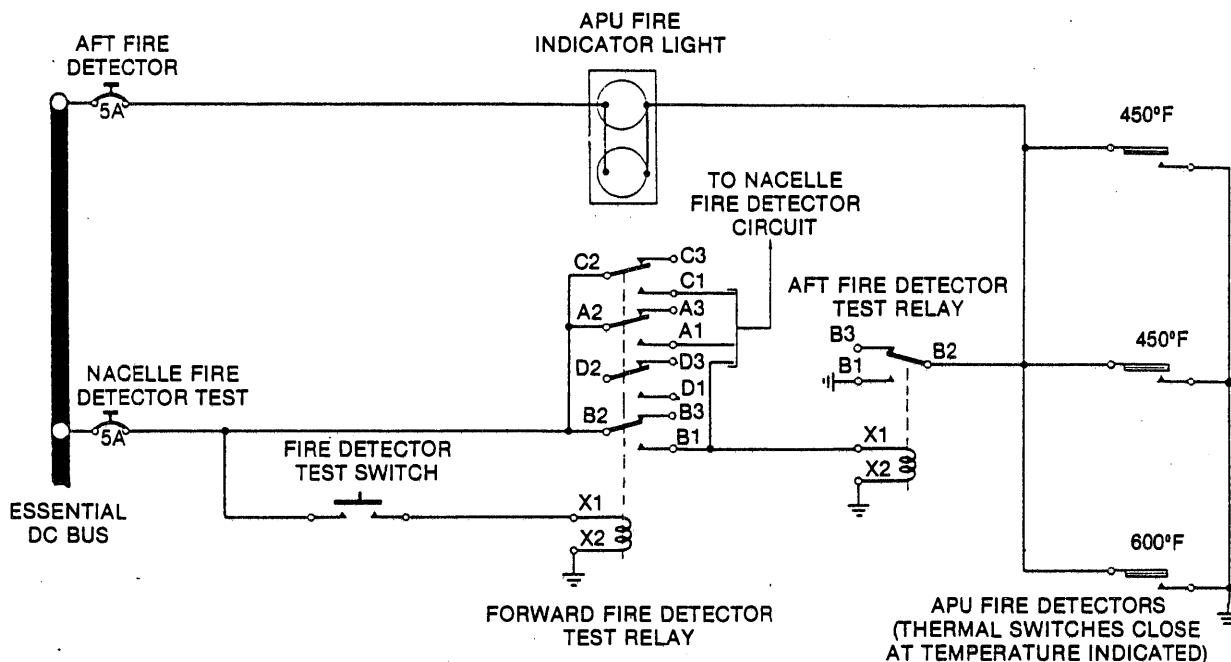 APU FIRE
INDICATOR LIGHT
AFT FIRE
DETECTOR
5A
450°F
TO NACELLE
FIRE DETECTOR
CIRCUIT
C2
C3
C1
A2
A3
A1
D2
D3
D1
B2
B3
B1
AFT FIRE DETECTOR
TEST RELAY
B3
B1
B2
450°F
NACELLE FIRE
DETECTOR TEST
5A
FIRE DETECTOR
TEST SWITCH
X1
X2
X1
X2
ESSENTIAL
DC BUS
600°F
FORWARD FIRE DETECTOR
TEST RELAY
APU FIRE DETECTORS
(THERMAL SWITCHES CLOSE
AT TEMPERATURE INDICATED)